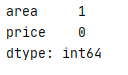 area     1
price    0
dtype: int64